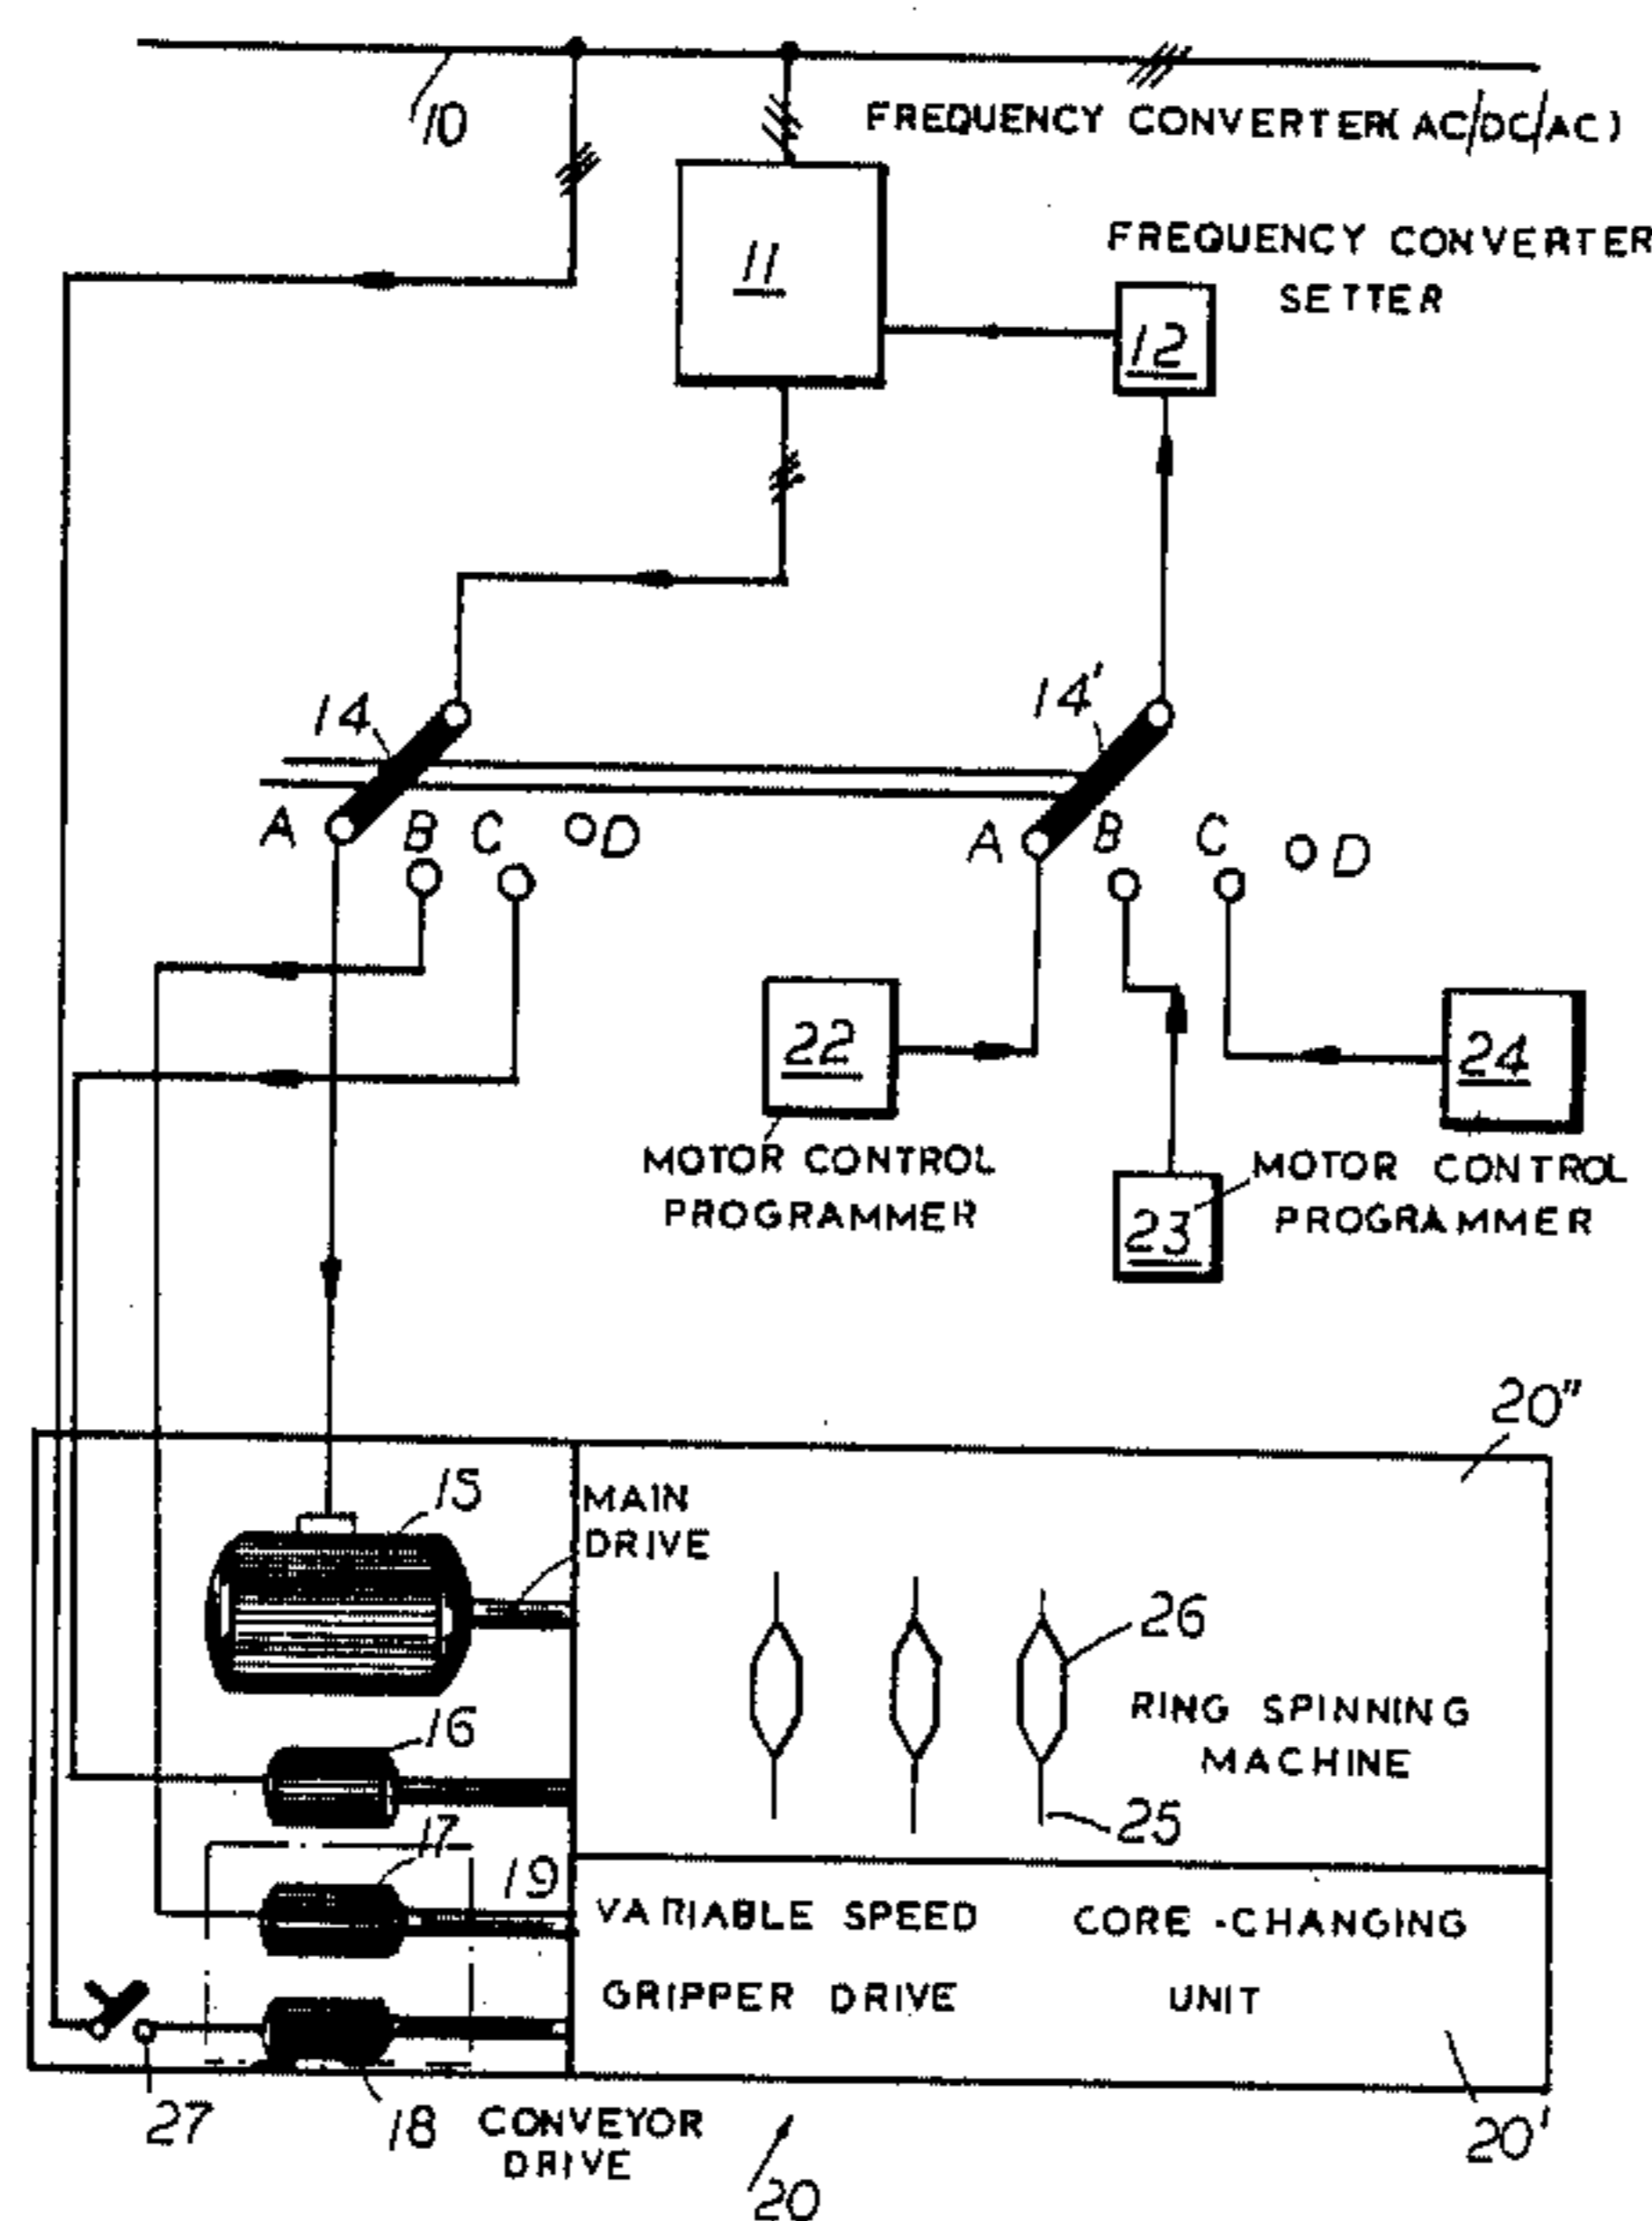 10
FREQUENCY CONVERTER(AC/DC/AC)
11
FREQUENCY CONVERTER
SETTER
12
14
14'
A B C D
A B C D
22
24
MOTOR CONTROL
PROGRAMMER
23
MOTOR CONTROL
PROGRAMMER
20"
15
MAIN
DRIVE
26
16
RING SPINNING
MACHINE
25
17
19
VARIABLE SPEED
GRIPPER DRIVE
CORE-CHANGING
UNIT
27
18
CONVEYOR
DRIVE
20
20'